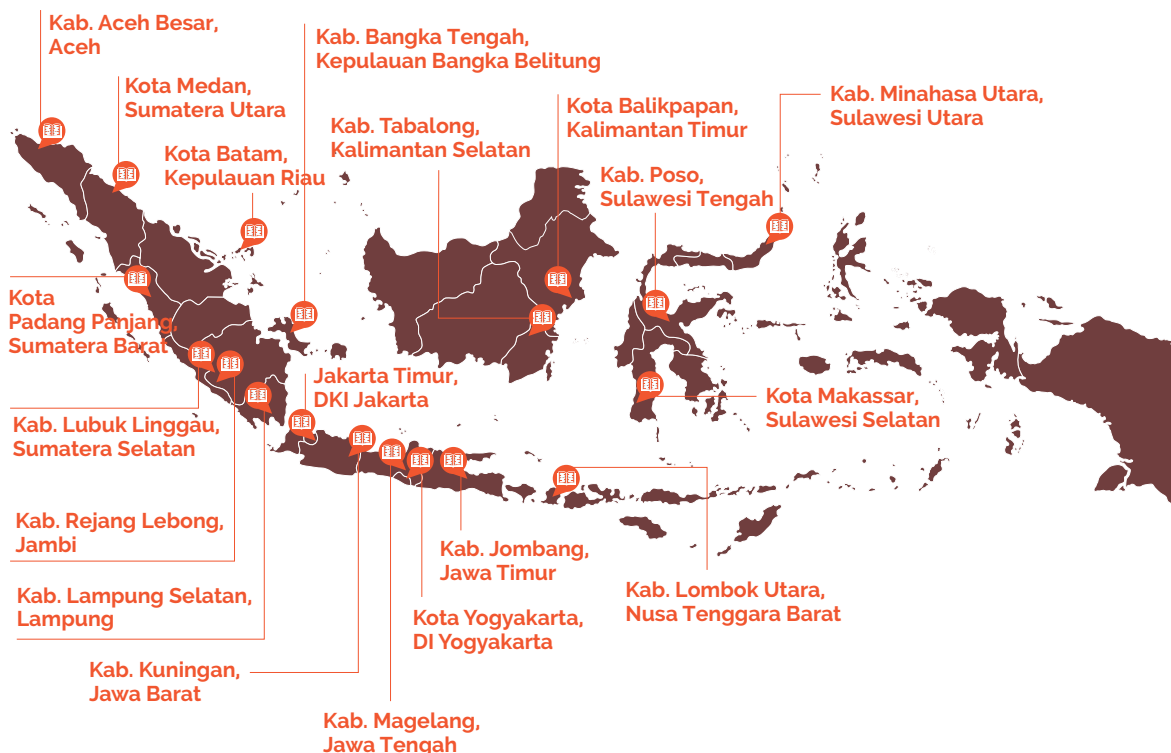 Kab. Aceh Besar,
Aceh
Kab. Bangka Tengah,
Kepulauan Bangka Belitung
Kota Medan,
Sumatera Utara
Kota Balikpapan,
Kalimantan Timur
Kab. Minahasa Utara,
Sulawesi Utara
Kab. Tabalong,
Kalimantan Selatan
Kota Batam,
Kepulauan Riau
Kab. Poso,
Sulawesi Tengah
Kota
Padang Panjang,
Sumatera Barat
Jakarta Timur,
DKI Jakarta
Kota Makassar,
Sulawesi Selatan
Kab. Lubuk Linggau,
Sumatera Selatan
Kab. Rejang Lebong,
Jambi
Kab. Jombang,
Jawa Timur
Kab. Lombok Utara,
Nusa Tenggara Barat
Kab. Lampung Selatan,
Lampung
Kota Yogyakarta,
DI Yogyakarta
Kab. Kuningan,
Jawa Barat
Kab. Magelang,
Jawa Tengah